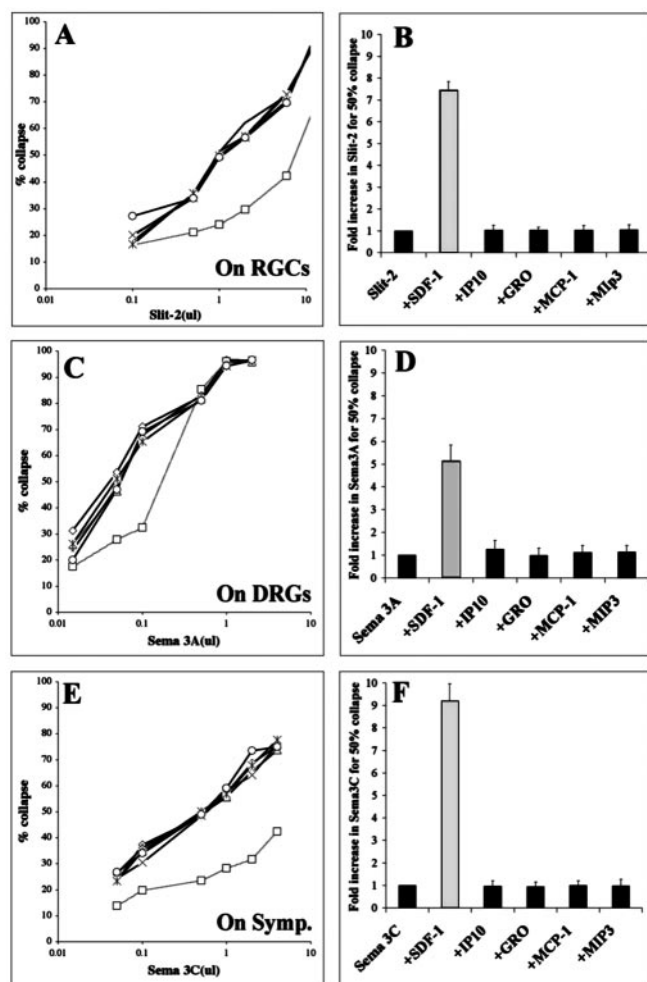 A
% collapse
100
90
80
70
60
50
40
30
20
10
0
0.01
0.1
1
10
On RGCs
Slit-2(ul)
B
Fold increase in Slit-2 for 50% collapse
10
9
8
7
6
5
4
3
2
1
0
Slit-2
+SDF-1
+IP10
+GRO
+MCP-1
+MIp3
C
% collapse
100
90
80
70
60
50
40
30
20
10
0
0.01
0.1
1
10
On DRGs
Sema 3A(ul)
D
Fold increase in Sema3A for 50% collapse
10
9
8
7
6
5
4
3
2
1
0
Sema 3A
+SDF-1
+IP10
+GRO
+MCP-1
+MIP3
E
% collapse
100
90
80
70
60
50
40
30
20
10
0
0.01
0.1
1
10
On Symp.
Sema 3C(ul)
F
Fold increase in Sema3C for 50% collapse
10
9
8
7
6
5
4
3
2
1
0
Sema 3C
+SDF-1
+IP10
+GRO
+MCP-1
+MIP3